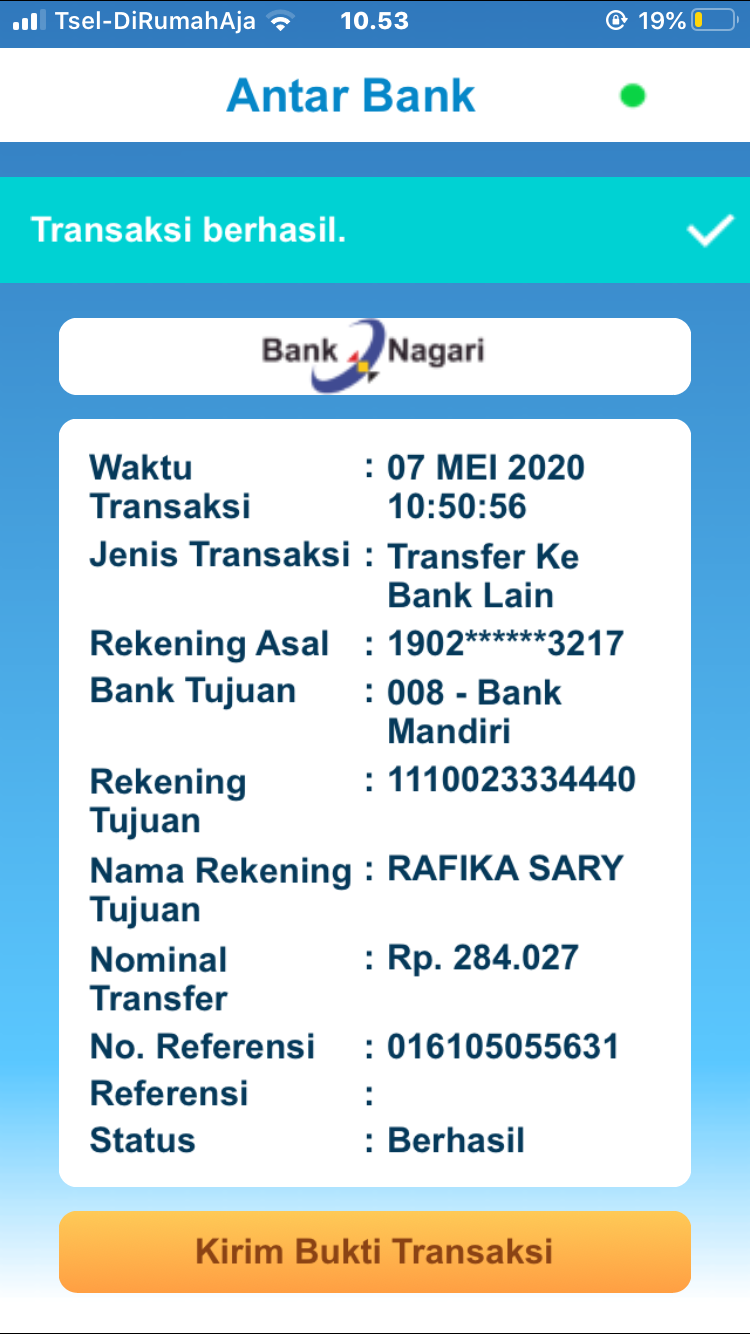 Tsel-DiRumahAja 10.53 19%
Antar Bank
Transaksi berhasil.
Bank Nagari
Waktu Transaksi : 07 MEI 2020 10:50:56
Jenis Transaksi : Transfer Ke Bank Lain
Rekening Asal : 1902******3217
Bank Tujuan : 008 - Bank Mandiri
Rekening Tujuan : 1110023334440
Nama Rekening Tujuan : RAFIKA SARY
Nominal Transfer : Rp. 284.027
No. Referensi : 016105055631
Referensi :
Status : Berhasil
Kirim Bukti Transaksi